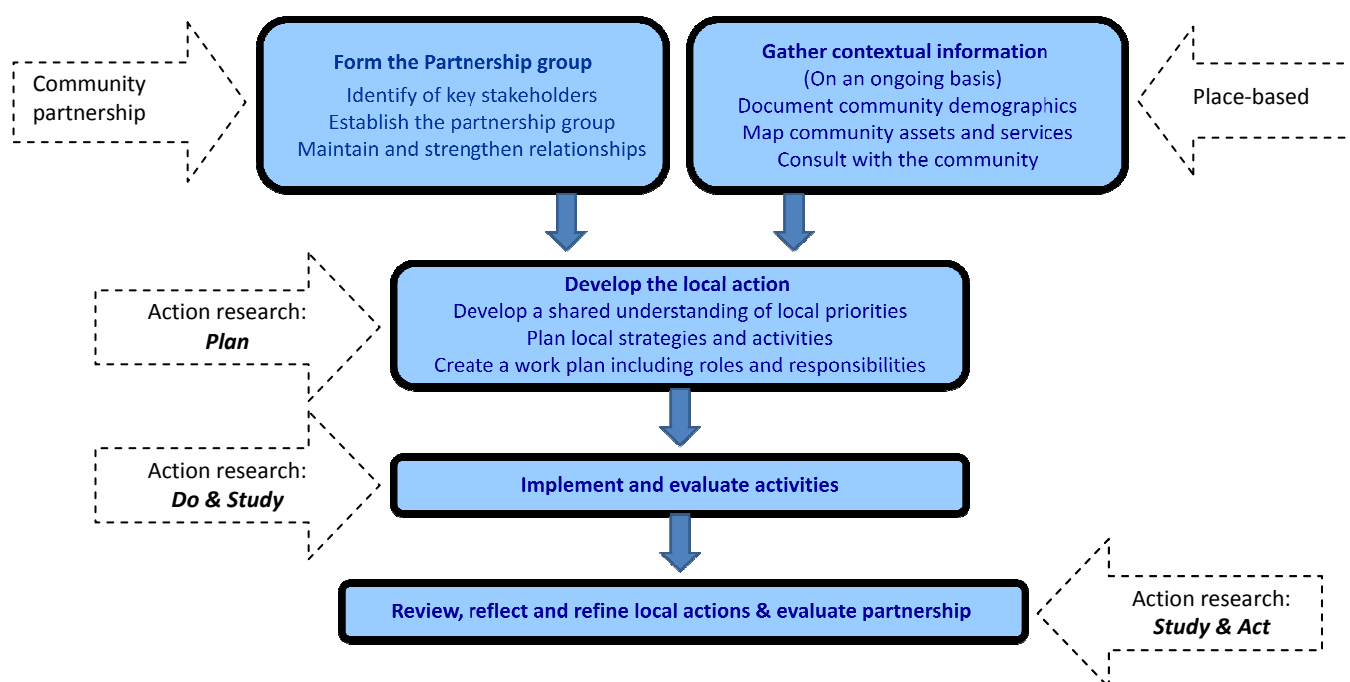 Community
partnership
Form the Partnership group
Identify of key stakeholders
Establish the partnership group
Maintain and strengthen relationships
Gather contextual information
(On an ongoing basis)
Document community demographics
Map community assets and services
Consult with the community
Place-based
Action research:
Plan
Develop the local action
Develop a shared understanding of local priorities
Plan local strategies and activities
Create a work plan including roles and responsibilities
Action research:
Do & Study
Implement and evaluate activities
Review, reflect and refine local actions & evaluate partnership
Action research:
Study & Act